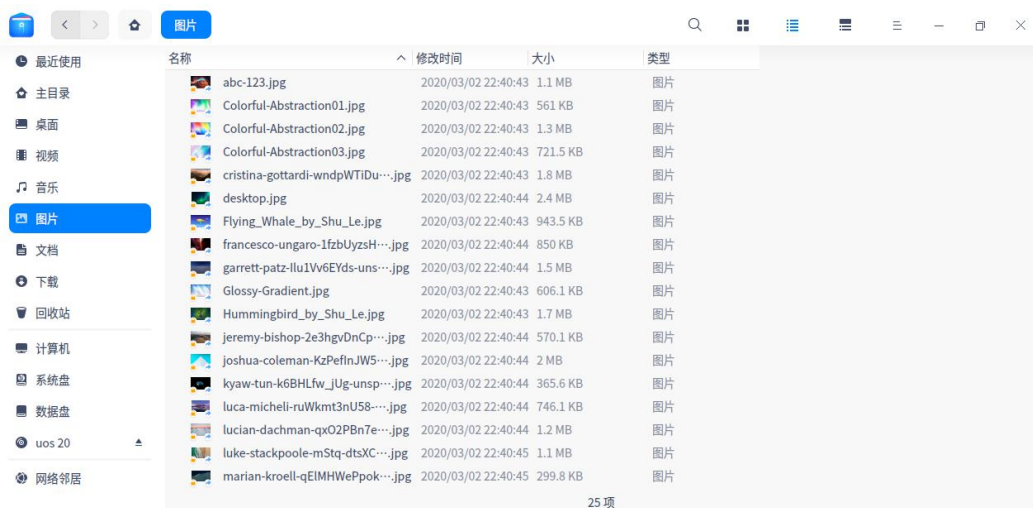 图片
最近使用
主目录
桌面
视频
音乐
图片
文档
下载
回收站
计算机
系统盘
数据盘
uos 20
网络邻居
名称 修改时间 大小 类型
abc-123.jpg 2020/03/02 22:40:43 1.1 MB 图片
Colorful-Abstraction01.jpg 2020/03/02 22:40:43 561 KB 图片
Colorful-Abstraction02.jpg 2020/03/02 22:40:43 1.3 MB 图片
Colorful-Abstraction03.jpg 2020/03/02 22:40:43 721.5 KB 图片
cristina-gottardi-wndpWTiDu···.jpg 2020/03/02 22:40:43 1.8 MB 图片
desktop.jpg 2020/03/02 22:40:44 2.4 MB 图片
Flying_Whale_by_Shu_Le.jpg 2020/03/02 22:40:43 943.5 KB 图片
francesco-ungaro-1fzbUyzsH···.jpg 2020/03/02 22:40:44 850 KB 图片
garrett-patz-Ilu1Vv6EYds-uns···.jpg 2020/03/02 22:40:44 1.5 MB 图片
Glossy-Gradient.jpg 2020/03/02 22:40:43 606.1 KB 图片
Hummingbird_by_Shu_Le.jpg 2020/03/02 22:40:43 1.7 MB 图片
jeremy-bishop-2e3hgvDnCp···.jpg 2020/03/02 22:40:44 570.1 KB 图片
joshua-coleman-KzPefInJW5···.jpg 2020/03/02 22:40:44 2 MB 图片
kyaw-tun-k6BHLfw_jUg-unsp···.jpg 2020/03/02 22:40:44 365.6 KB 图片
luca-micheli-ruWkmt3nU58-···.jpg 2020/03/02 22:40:44 746.1 KB 图片
lucian-dachman-qxO2PBn7e···.jpg 2020/03/02 22:40:44 1.2 MB 图片
luke-stackpoole-mStq-dtsXC···.jpg 2020/03/02 22:40:45 1.1 MB 图片
marian-kroell-qElMHWePpok···.jpg 2020/03/02 22:40:45 299.8 KB 图片
25 项